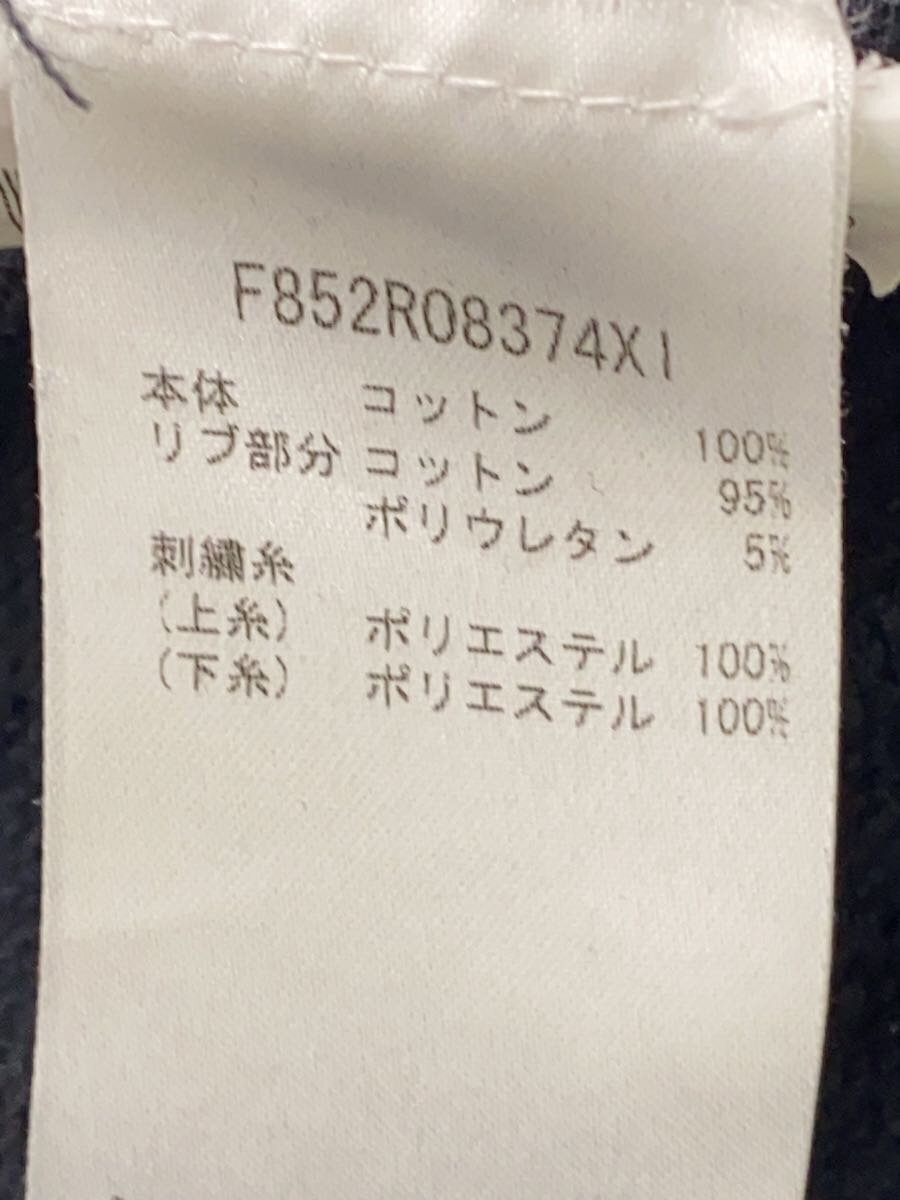 F852R08374X1
本体 コットン 100%
リブ部分 コットン 95%
ポリウレタン 5%
刺繍糸
(上糸) ポリエステル 100%
(下糸) ポリエステル 100%